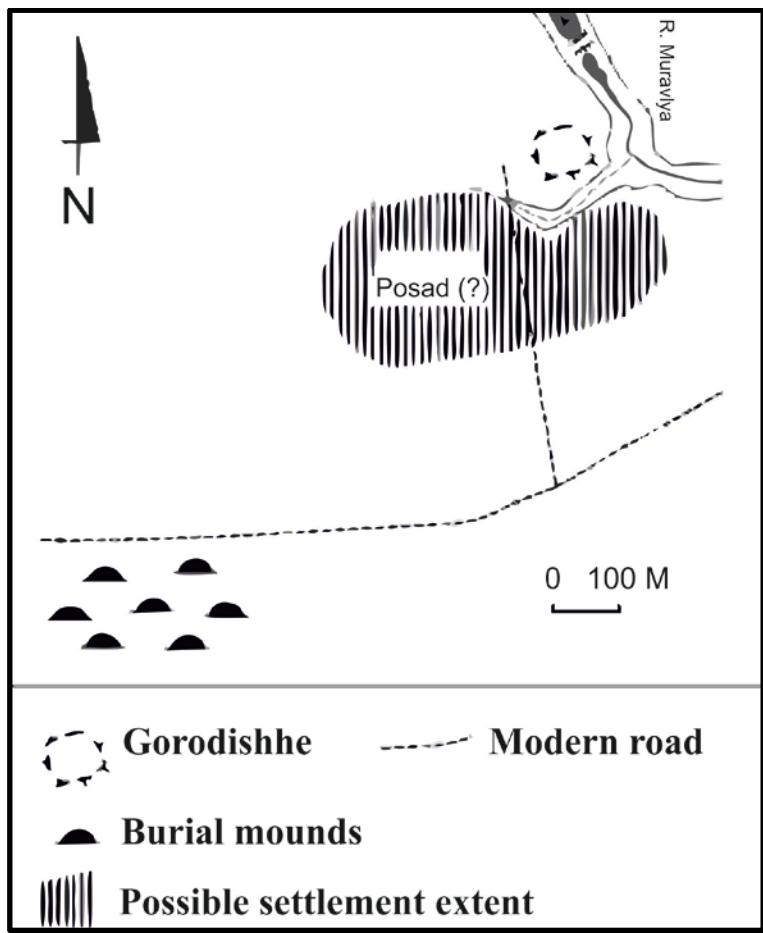 R. Muravlya
N
Posad (?)
0 100 M
Gorodishhe
Modern road
Burial mounds
Possible settlement extent